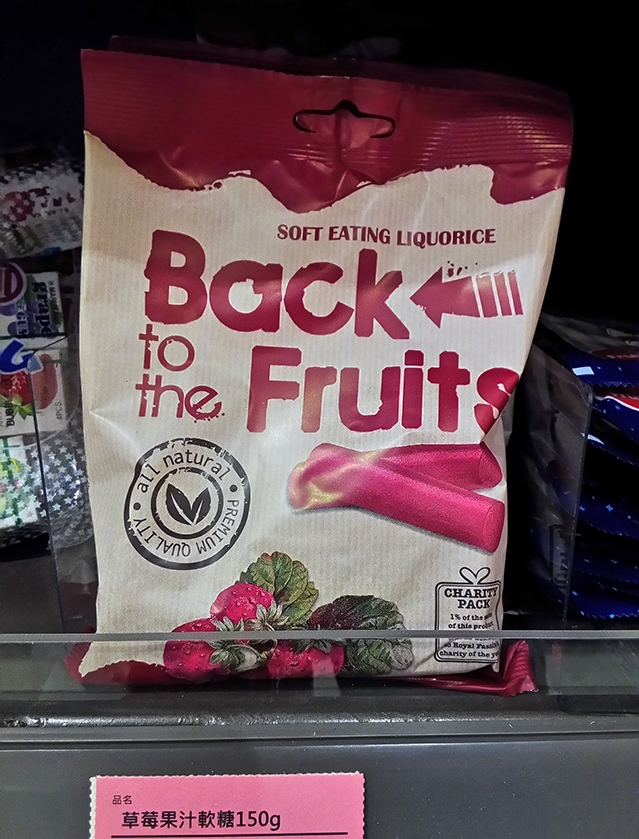 SOFT EATING LIQUORICE
Back
to
the Fruits
all natural
PREMIUM QUALITY
CHARITY
PACK
1% of the
of this product
to Royal
charity of the
品名
草莓果汁軟糖150g